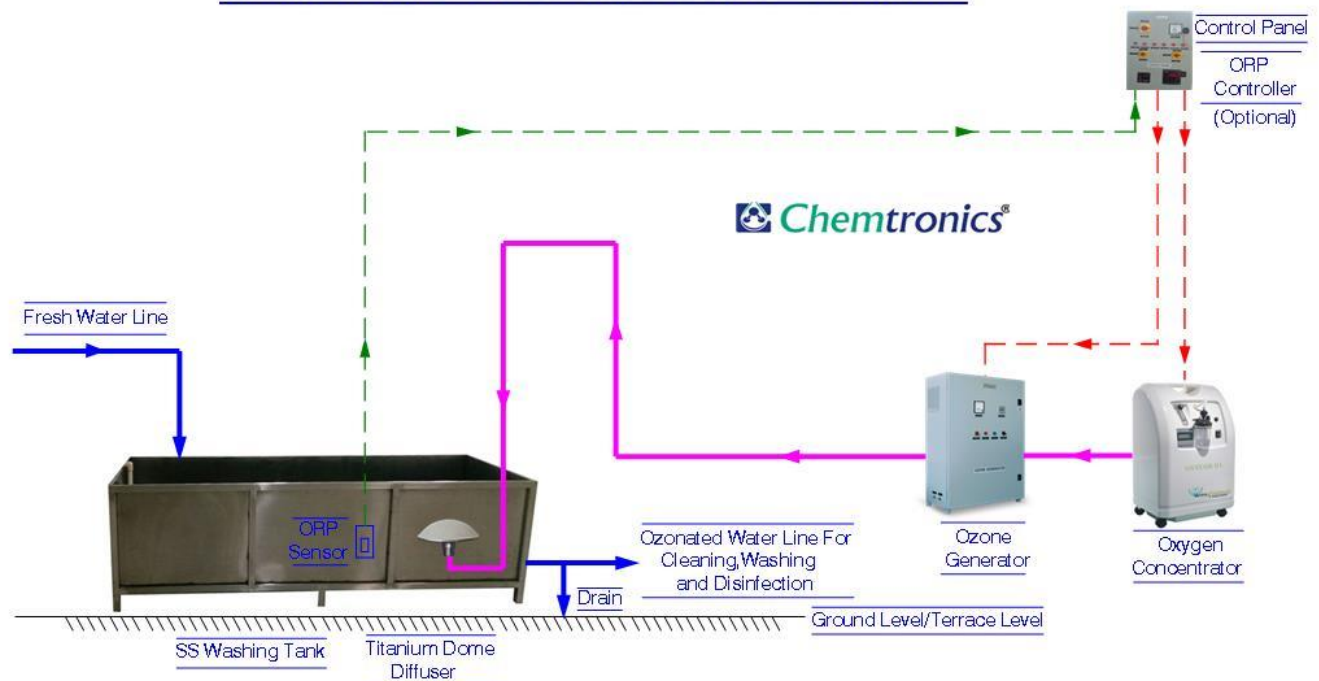 Control Panel
ORP
Controller
(Optional)
Chemtronics®
Fresh Water Line
ORP
Sensor
Ozonated Water Line For
Cleaning,Washing
and Disinfection
Ozone
Generator
Oxygen
Concentrator
Drain
Ground Level/Terrace Level
SS Washing Tank
Titanium Dome
Diffuser